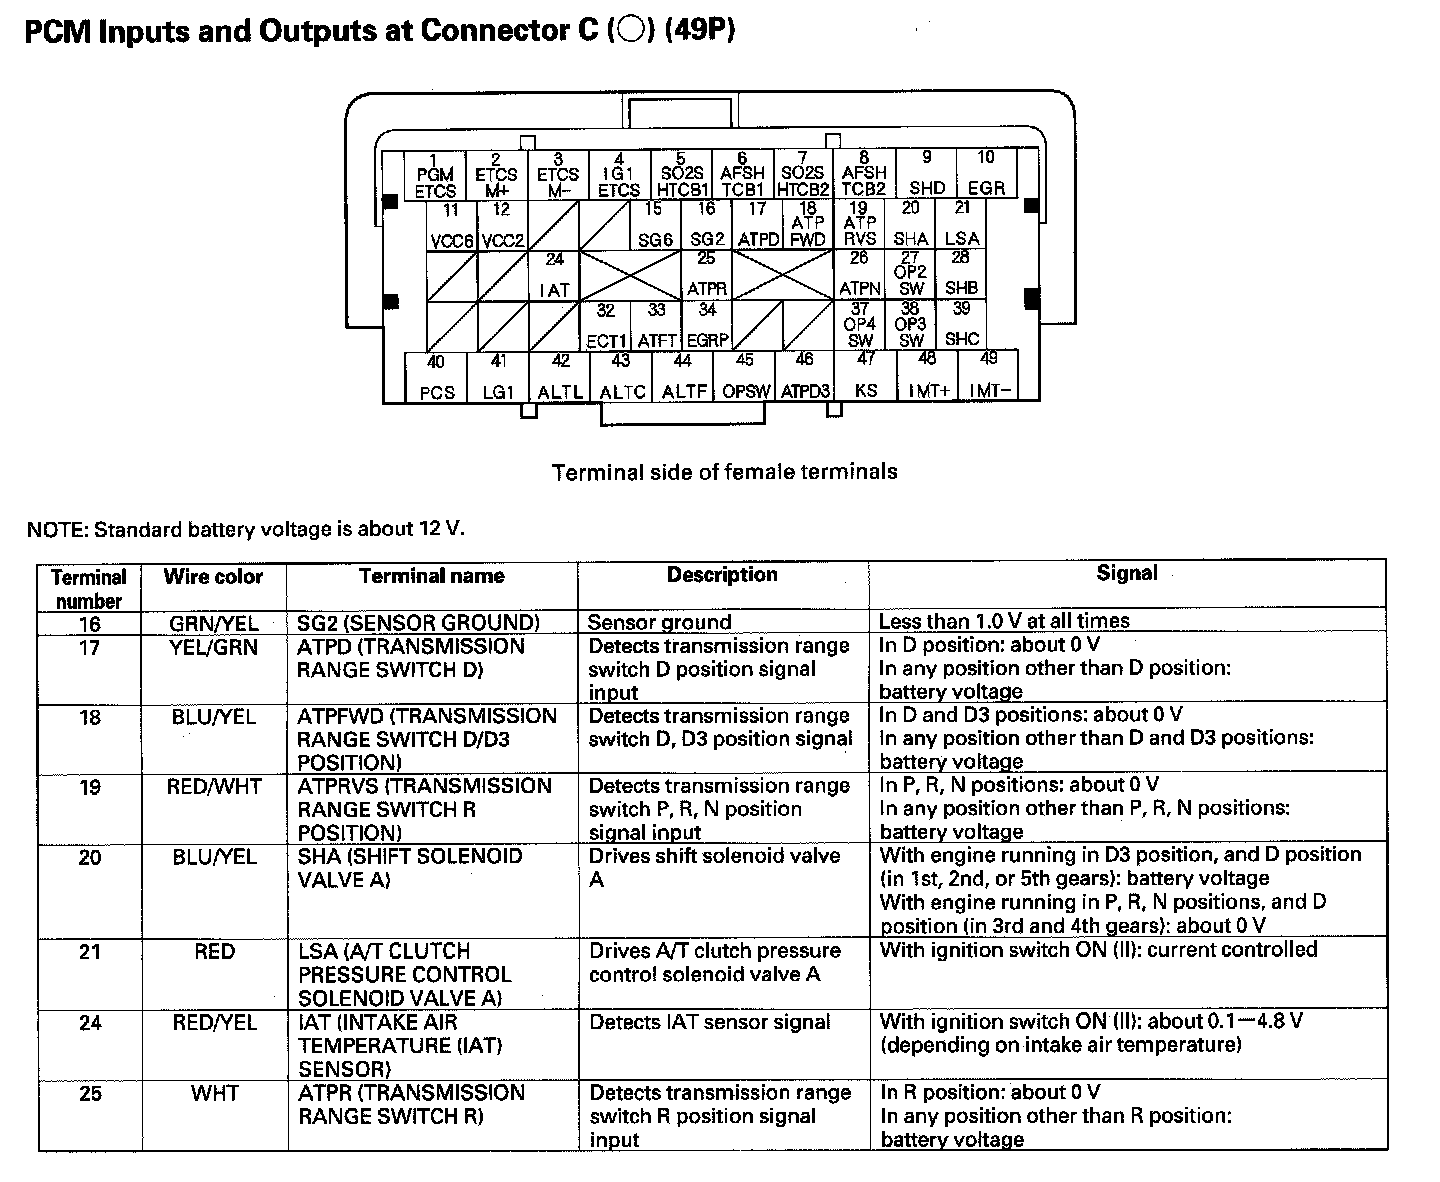 PCM Inputs and Outputs at Connector C (○) (49P)
1 2 3 4 5 6 7 8 9 10
PGM ETCS ETCS IG1 SO2S AFSH SO2S AFSH
ETCS M+ M− ETCS HTCB1 TCB1 HTCB2 TCB2 SHD EGR
11 12 15 16 17 18 19 20 21
ATP ATP
VCC6 VCC2 SG6 SG2 ATPD FWD RVS SHA LSA
24 25 26 27 28
OP2
IAT ATPR ATPN SW SHB
32 33 34 37 38 39
OP4 OP3
ECT1 ATFT EGRP SW SW SHC
40 41 42 43 44 45 46 47 48 49
PCS LG1 ALTL ALTC ALTF OPSW ATPD3 KS IMT+ IMT−
Terminal side of female terminals
NOTE: Standard battery voltage is about 12 V.
Terminal number Wire color Terminal name Description Signal
16 GRN/YEL SG2 (SENSOR GROUND) Sensor ground Less than 1.0 V at all times
17 YEL/GRN ATPD (TRANSMISSION Detects transmission range In D position: about 0 V
RANGE SWITCH D) switch D position signal In any position other than D position:
input battery voltage
18 BLU/YEL ATPFWD (TRANSMISSION Detects transmission range In D and D3 positions: about 0 V
RANGE SWITCH D/D3 switch D, D3 position signal In any position other than D and D3 positions:
POSITION) battery voltage
19 RED/WHT ATPRVS (TRANSMISSION Detects transmission range In P, R, N positions: about 0 V
RANGE SWITCH R switch P, R, N position In any position other than P, R, N positions:
POSITION) signal input battery voltage
20 BLU/YEL SHA (SHIFT SOLENOID Drives shift solenoid valve With engine running in D3 position, and D position
VALVE A) A (in 1st, 2nd, or 5th gears): battery voltage
With engine running in P, R, N positions, and D
position (in 3rd and 4th gears): about 0 V
21 RED LSA (A/T CLUTCH Drives A/T clutch pressure With ignition switch ON (II): current controlled
PRESSURE CONTROL control solenoid valve A
SOLENOID VALVE A)
24 RED/YEL IAT (INTAKE AIR Detects IAT sensor signal With ignition switch ON (II): about 0.1—4.8 V
TEMPERATURE (IAT) (depending on intake air temperature)
SENSOR)
25 WHT ATPR (TRANSMISSION Detects transmission range In R position: about 0 V
RANGE SWITCH R) switch R position signal In any position other than R position:
input battery voltage